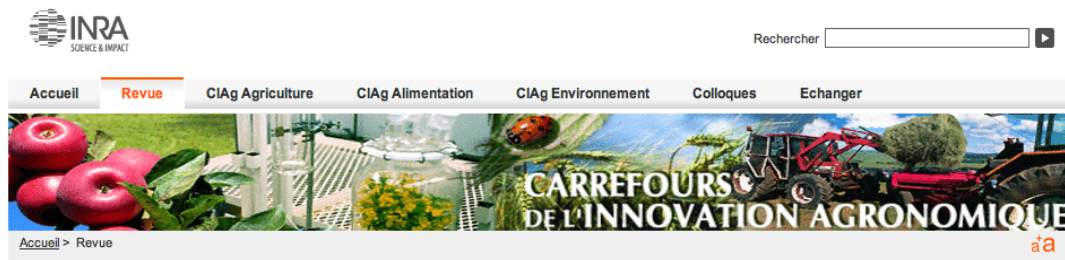 INRA
SCIENCE & IMPACT
Rechercher
Accueil Revue CIAg Agriculture CIAg Alimentation CIAg Environnement Colloques Echanger
CARREFOURS
DE L'INNOVATION AGRONOMIQUE
Accueil > Revue
a+a